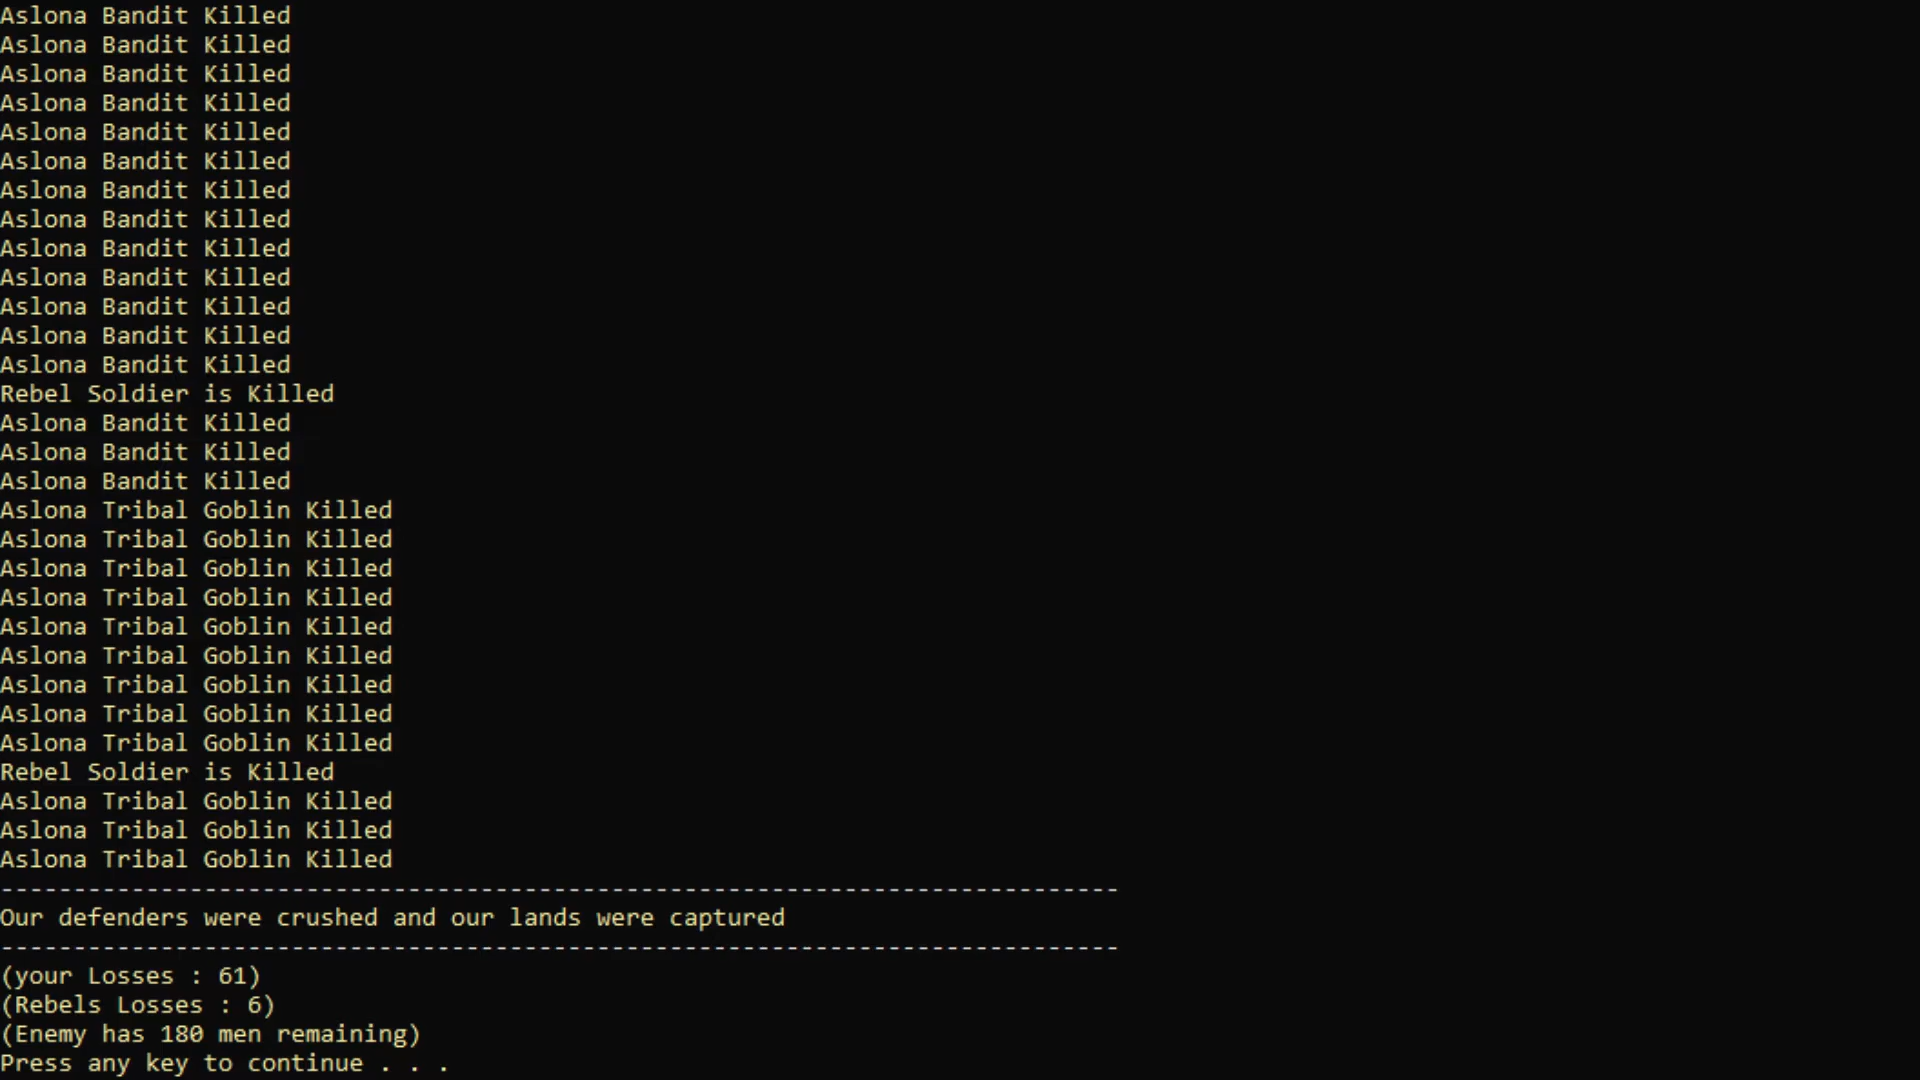 Aslona Bandit Killed
Aslona Bandit Killed
Aslona Bandit Killed
Aslona Bandit Killed
Aslona Bandit Killed
Aslona Bandit Killed
Aslona Bandit Killed
Aslona Bandit Killed
Aslona Bandit Killed
Aslona Bandit Killed
Aslona Bandit Killed
Aslona Bandit Killed
Aslona Bandit Killed
Rebel Soldier is Killed
Aslona Bandit Killed
Aslona Bandit Killed
Aslona Bandit Killed
Aslona Tribal Goblin Killed
Aslona Tribal Goblin Killed
Aslona Tribal Goblin Killed
Aslona Tribal Goblin Killed
Aslona Tribal Goblin Killed
Aslona Tribal Goblin Killed
Aslona Tribal Goblin Killed
Aslona Tribal Goblin Killed
Aslona Tribal Goblin Killed
Rebel Soldier is Killed
Aslona Tribal Goblin Killed
Aslona Tribal Goblin Killed
Aslona Tribal Goblin Killed
-----------------------------------------------------------------------------
Our defenders were crushed and our lands were captured
-----------------------------------------------------------------------------
(your Losses : 61)
(Rebels Losses : 6)
(Enemy has 180 men remaining)
Press any key to continue . . .